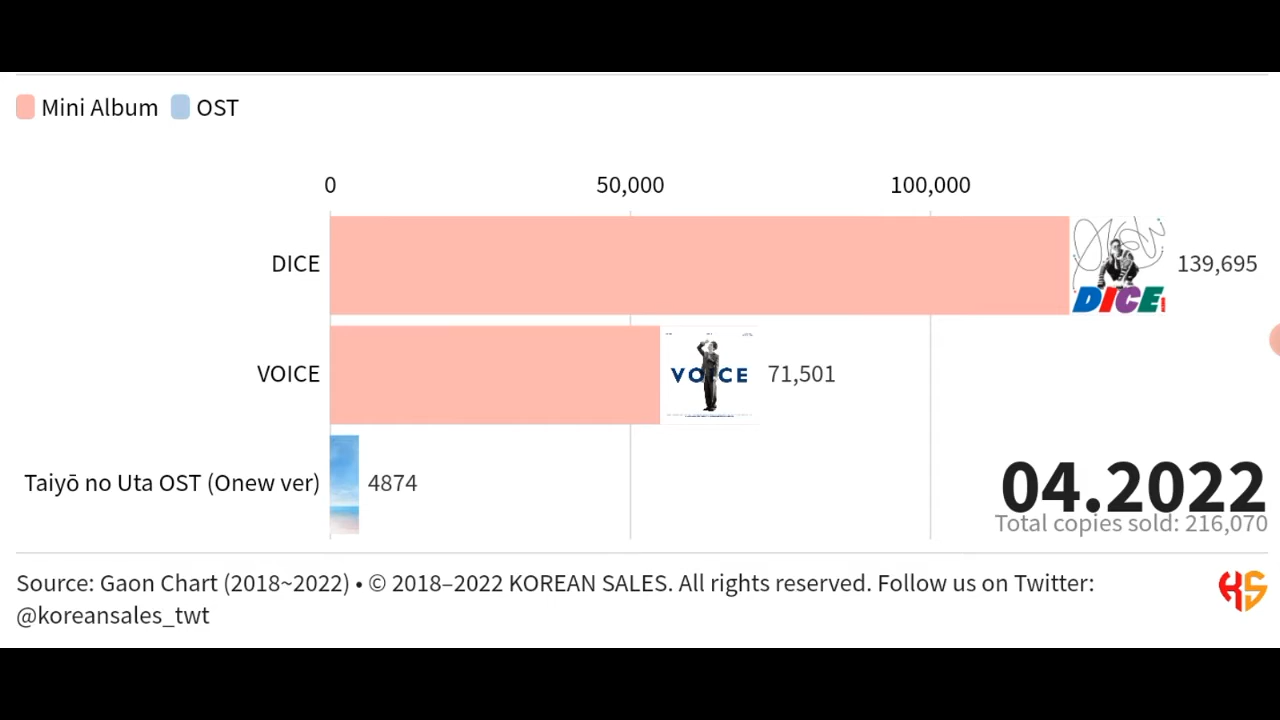 Mini Album OST
0 50,000 100,000
DICE 139,695
DICE
VOICE 71,501
VOICE
Taiyō no Uta OST (Onew ver) 4874
04.2022
Total copies sold: 216,070
Source: Gaon Chart (2018~2022) • © 2018–2022 KOREAN SALES. All rights reserved. Follow us on Twitter:
@koreansales_twt
KS